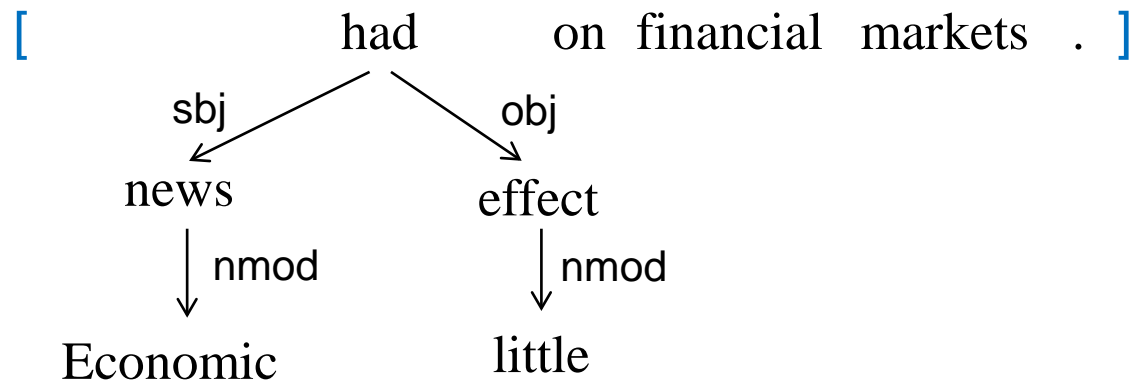 [ had on financial markets . ]
sbj obj
news effect
nmod nmod
Economic little